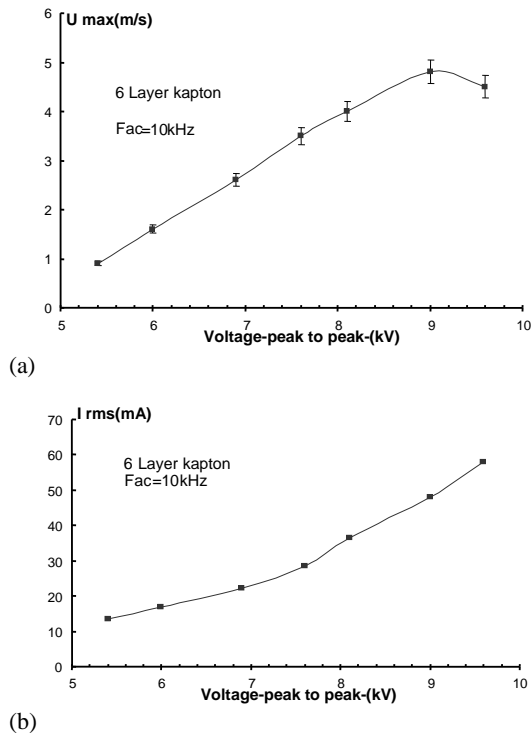 U max(m/s)
6
5
4
3
2
1
0
6 Layer kapton
Fac=10kHz
5 6 7 8 9 10
Voltage-peak to peak-(kV)
(a)
I rms(mA)
70
60
50
40
30
20
10
0
6 Layer kapton
Fac=10kHz
5 6 7 8 9 10
Voltage-peak to peak-(kV)
(b)